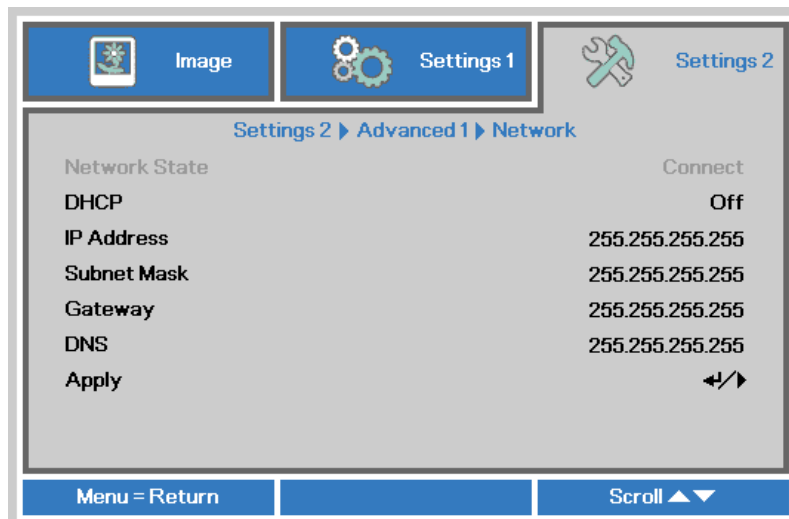 Image
Settings 1
Settings 2
Settings 2 ▶ Advanced 1 ▶ Network
Network State Connect
DHCP Off
IP Address 255.255.255.255
Subnet Mask 255.255.255.255
Gateway 255.255.255.255
DNS 255.255.255.255
Apply ↵/▶
Menu = Return
Scroll ▲▼